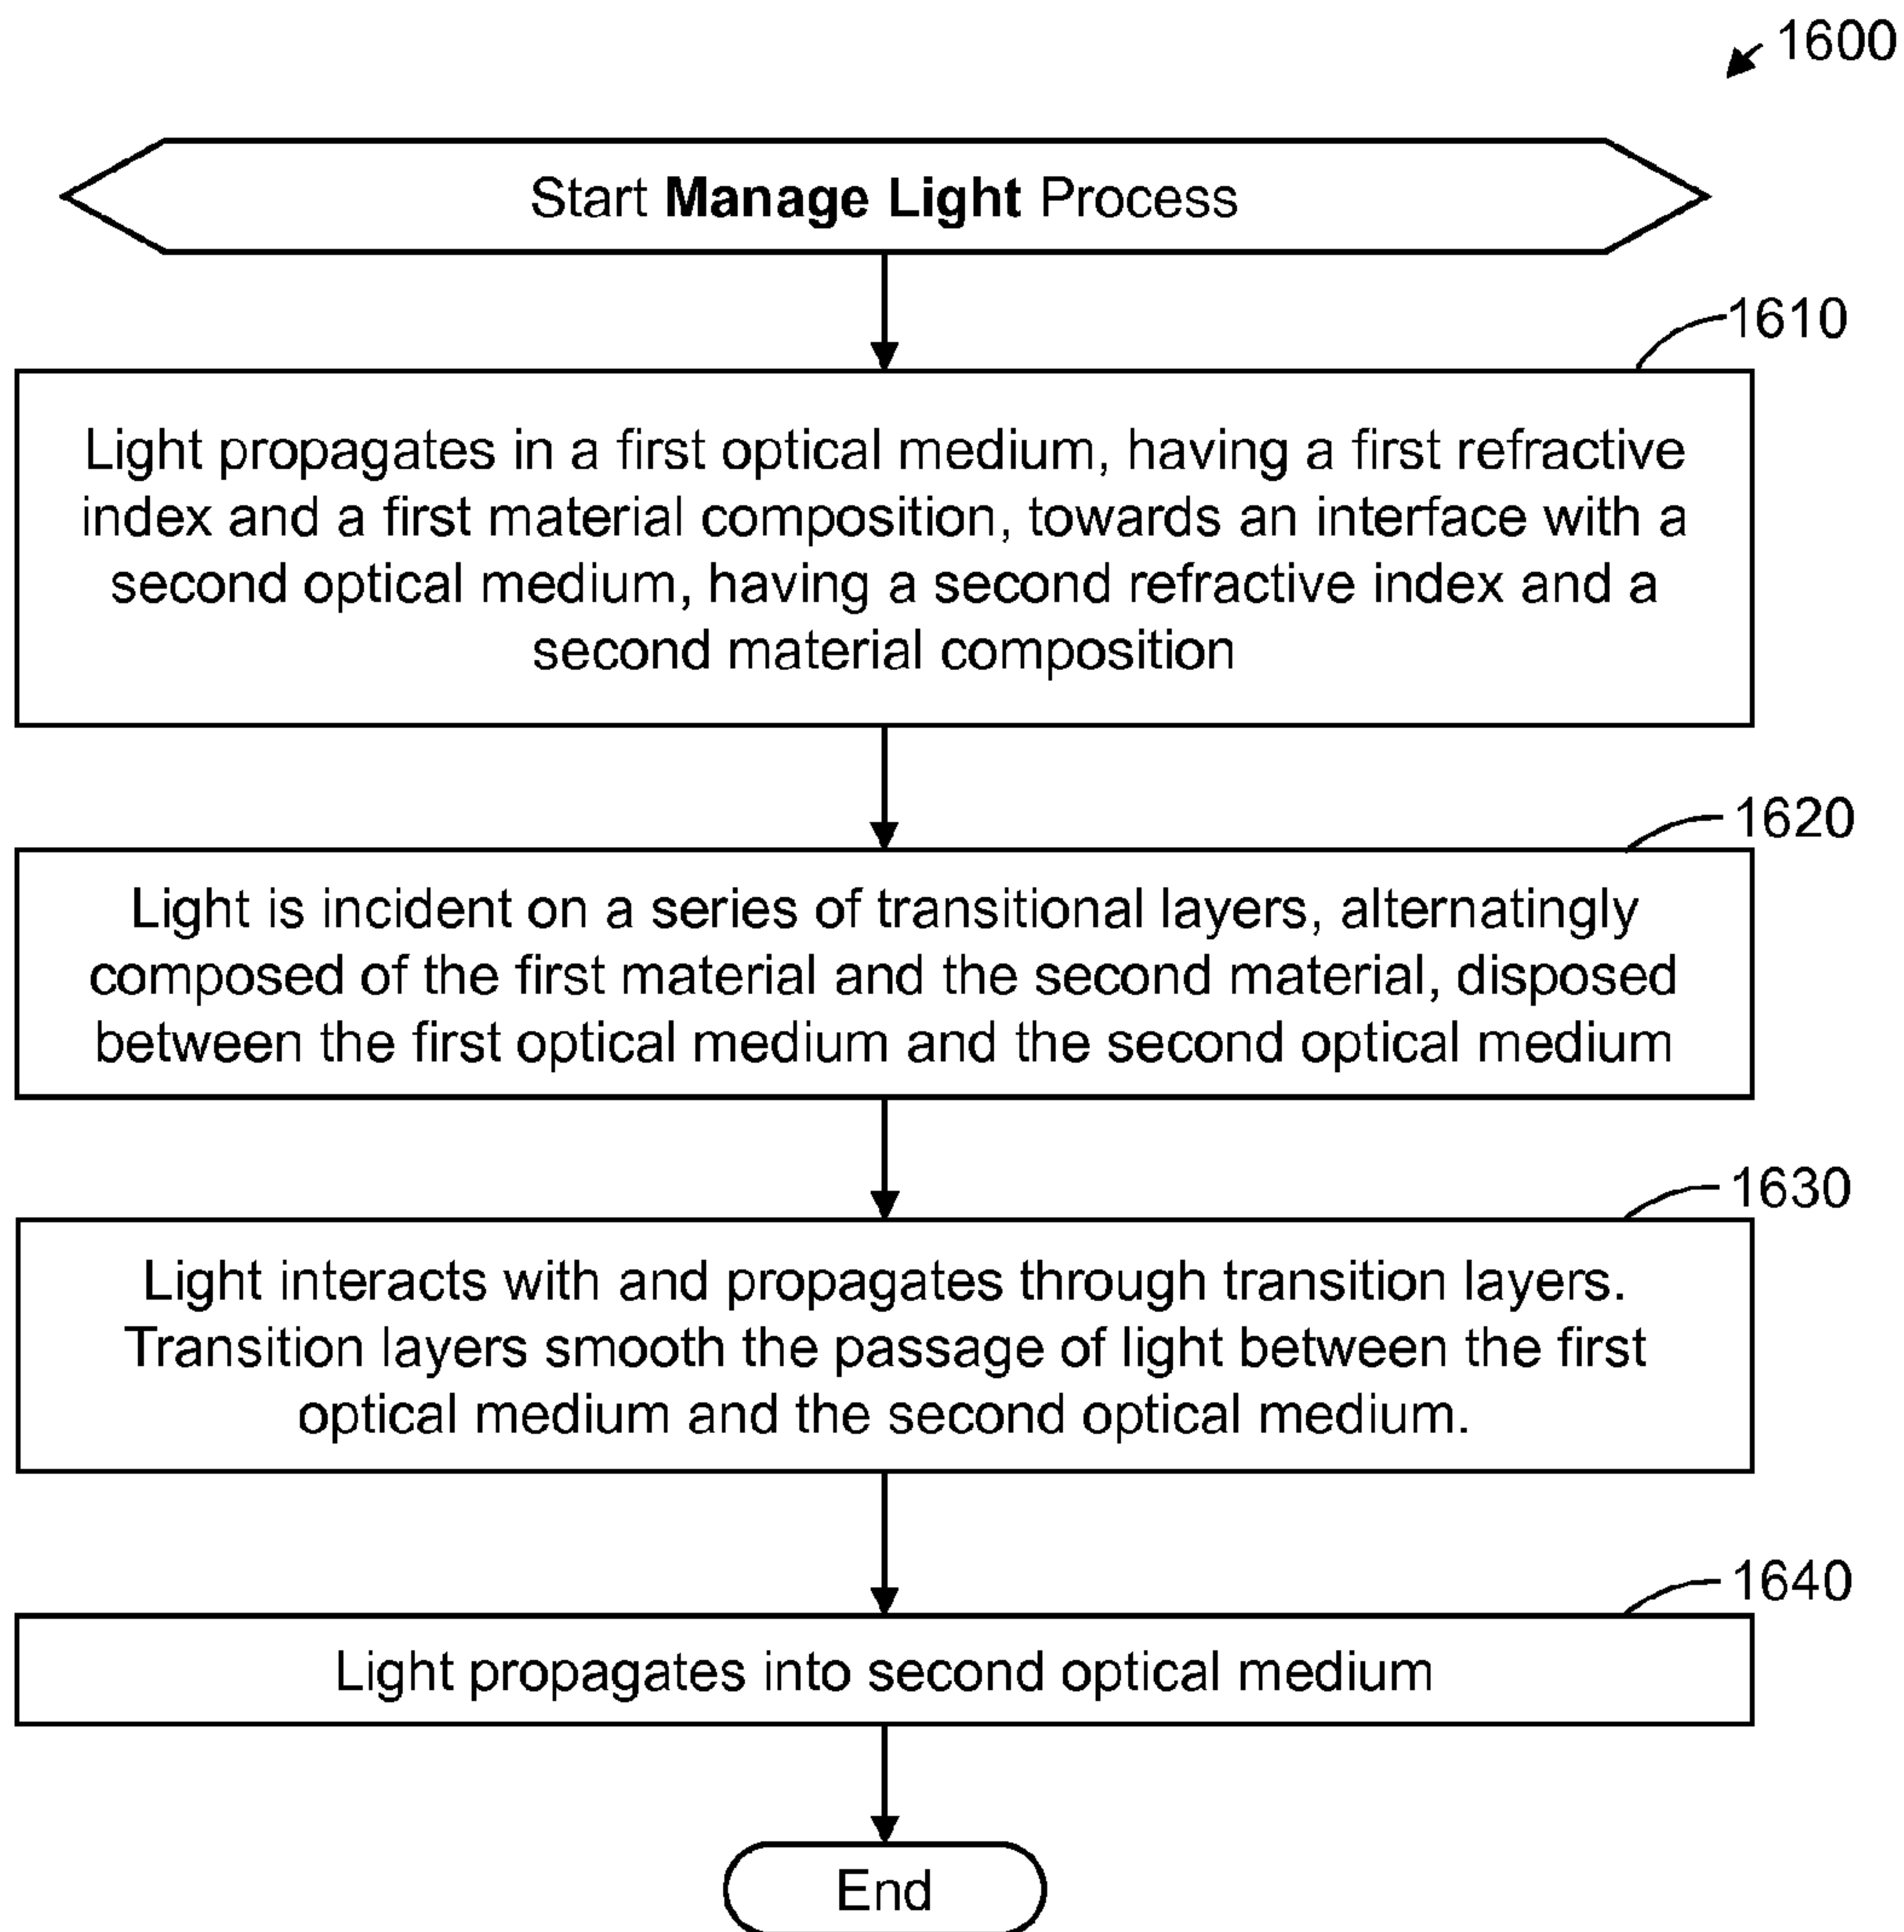 1600
Start Manage Light Process
1610
Light propagates in a first optical medium, having a first refractive
index and a first material composition, towards an interface with a
second optical medium, having a second refractive index and a
second material composition
1620
Light is incident on a series of transitional layers, alternatingly
composed of the first material and the second material, disposed
between the first optical medium and the second optical medium
1630
Light interacts with and propagates through transition layers.
Transition layers smooth the passage of light between the first
optical medium and the second optical medium.
1640
Light propagates into second optical medium
End